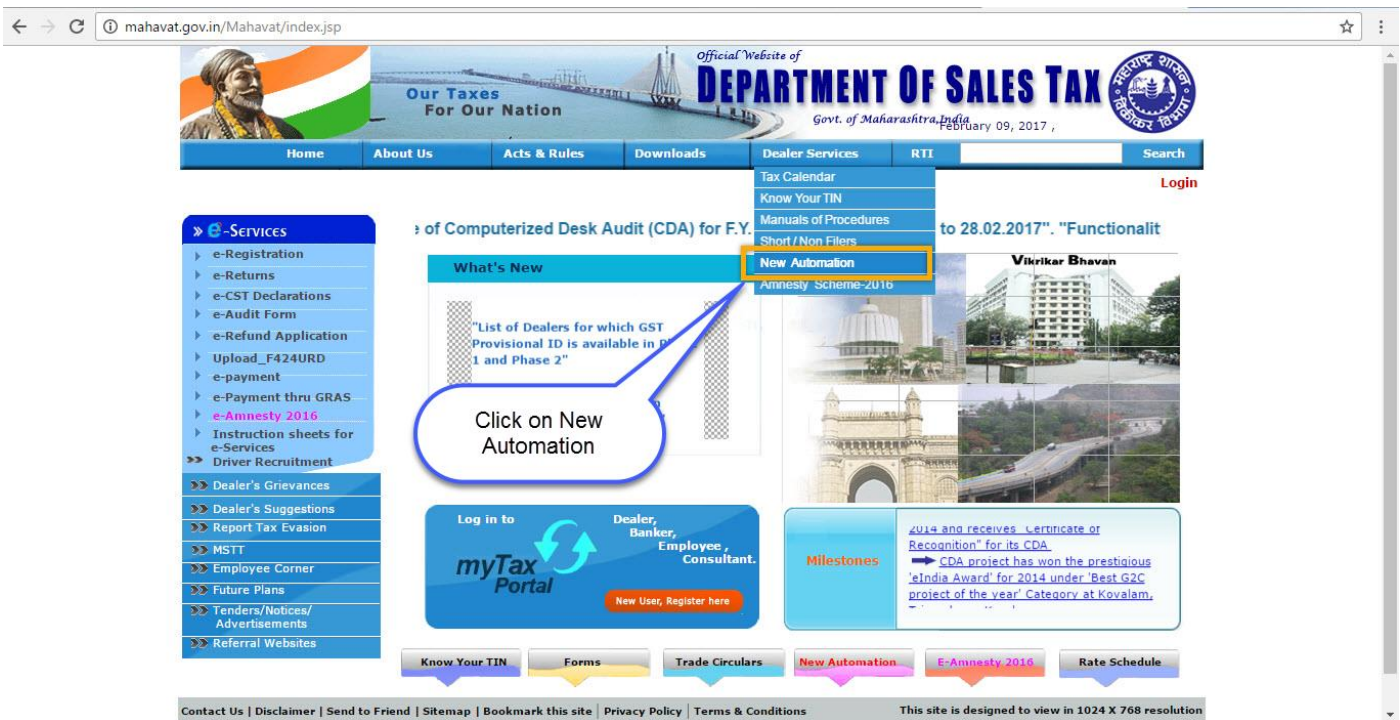 mahavat.gov.in/Mahavat/index.jsp
Official Website of
DEPARTMENT OF SALES TAX
Govt. of Maharashtra,India
February 09, 2017 ,
Our Taxes
For Our Nation
Home About Us Acts & Rules Downloads Dealer Services RTI Search
Login
Tax Calendar
Know Your TIN
Manuals of Procedures
Short / Non Filers
New Automation
Amnesty Scheme-2016
of Computerized Desk Audit (CDA) for F.Y. to 28.02.2017". "Functionalit
» e-Services
e-Registration
e-Returns
e-CST Declarations
e-Audit Form
e-Refund Application
Upload_F424URD
e-payment
e-Payment thru GRAS
e-Amnesty 2016
Instruction sheets for
e-Services
Driver Recruitment
Dealer's Grievances
Dealer's Suggestions
Report Tax Evasion
MSTT
Employee Corner
Future Plans
Tenders/Notices/
Advertisements
Referral Websites
What's New
"List of Dealers for which GST
Provisional ID is available in
1 and Phase 2"
Click on New
Automation
Vikrikar Bhavan
Log in to
myTax
Portal
Dealer,
Banker,
Employee ,
Consultant.
New User, Register here
Milestones
2014 and receives "Certificate of
Recognition" for its CDA
CDA project has won the prestigious
'eIndia Award' for 2014 under 'Best G2C
project of the year' Category at Kovalam,
Know Your TIN Forms Trade Circulars New Automation E-Amnesty 2016 Rate Schedule
Contact Us | Disclaimer | Send to Friend | Sitemap | Bookmark this site | Privacy Policy | Terms & Conditions This site is designed to view in 1024 X 768 resolution